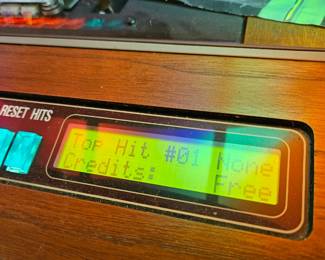 RESET HITS
Top Hit #01 None
Credits: Free